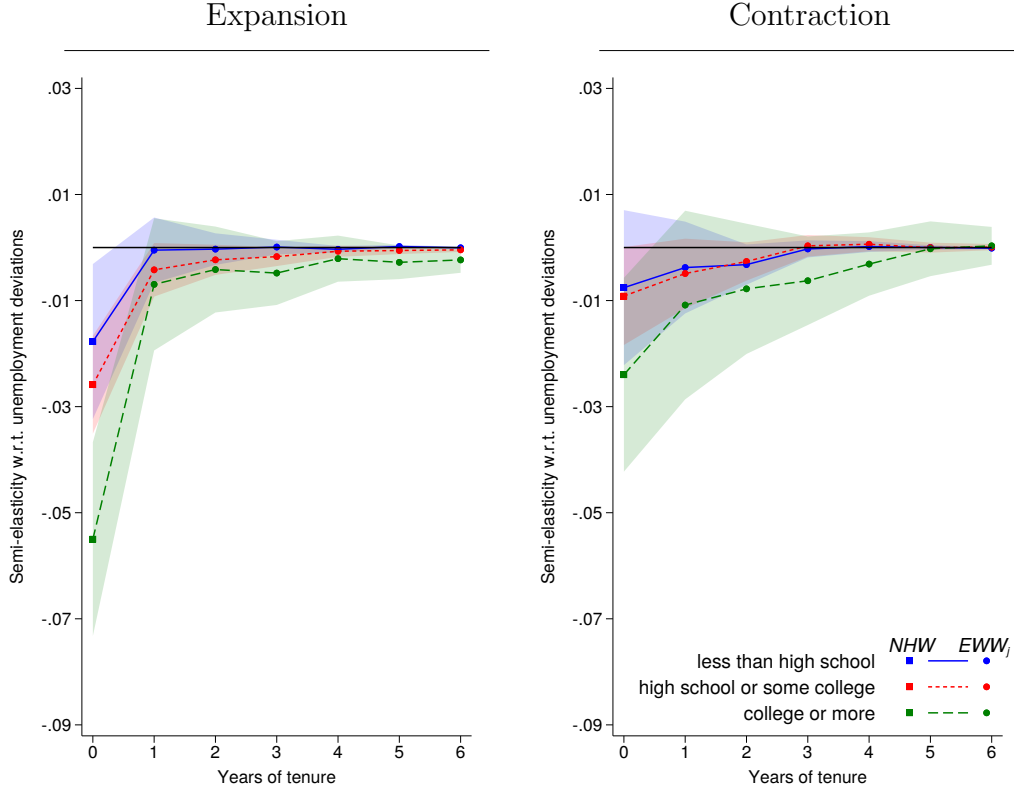 Expansion
Contraction
Semi-elasticity w.r.t. unemployment deviations
.03
.01
-.01
-.03
-.05
-.07
-.09
0 1 2 3 4 5 6
Years of tenure
Semi-elasticity w.r.t. unemployment deviations
.03
.01
-.01
-.03
-.05
-.07
-.09
NHW EWWj
less than high school
high school or some college
college or more
0 1 2 3 4 5 6
Years of tenure